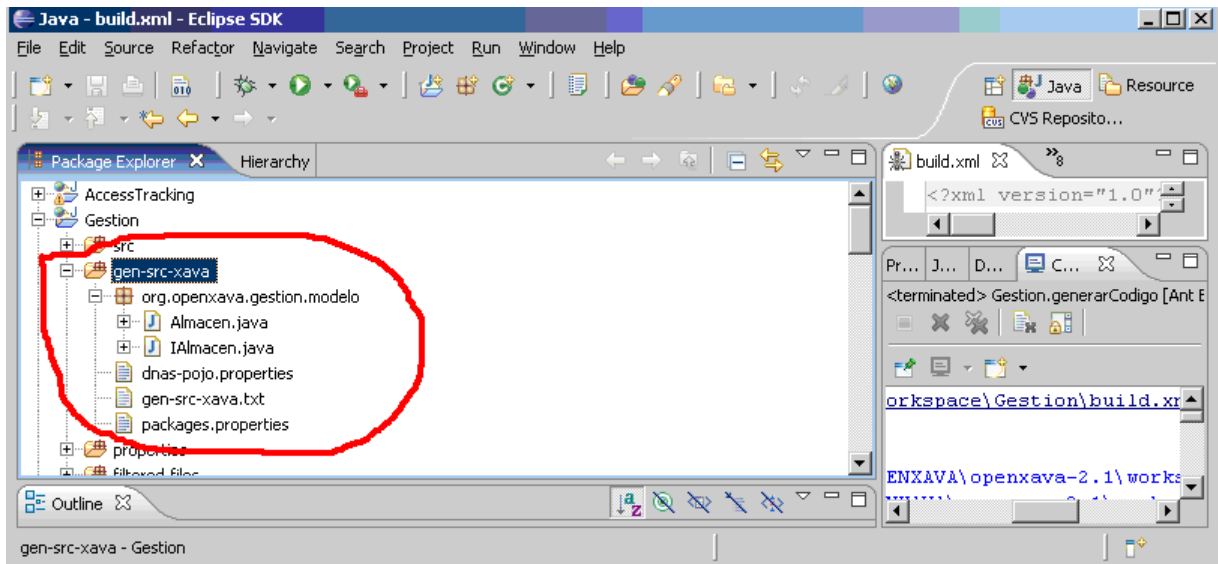 Java - build.xml - Eclipse SDK
File Edit Source Refactor Navigate Search Project Run Window Help
Java Resource
CVS Reposito...
Package Explorer Hierarchy
build.xml 8
AccessTracking
<?xml version="1.0"
Gestion
src
gen-src-xava
Pr... J... D... C...
org.openxava.gestion.modelo
<terminated> Gestion.generarCodigo [Ant E
Almacen.java
IAlmacen.java
dnas-pojo.properties
gen-src-xava.txt
orkspace\Gestion\build.xm
packages.properties
properties
filtered-files
ENXAVA\openxava-2.1\works
Outline
gen-src-xava - Gestion